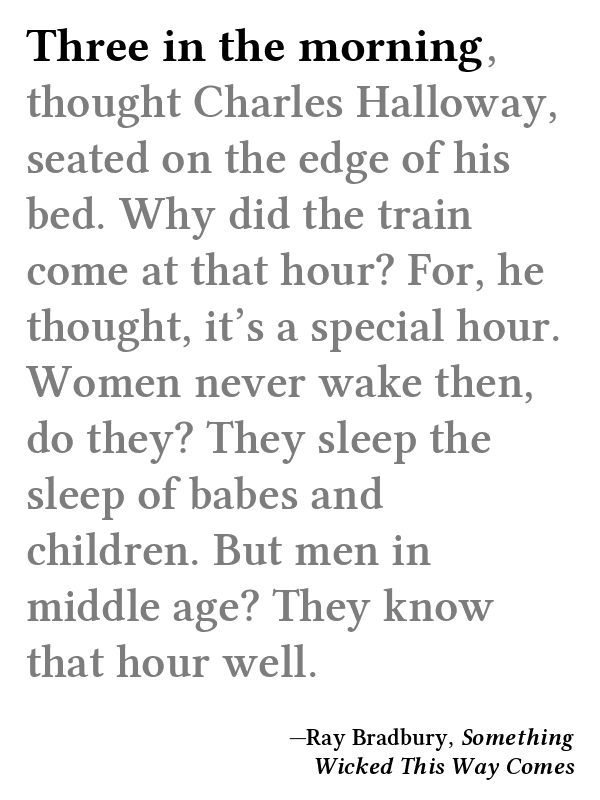 Three in the morning,
thought Charles Halloway,
seated on the edge of his
bed. Why did the train
come at that hour? For, he
thought, it’s a special hour.
Women never wake then,
do they? They sleep the
sleep of babes and
children. But men in
middle age? They know
that hour well.
—Ray Bradbury, Something
Wicked This Way Comes